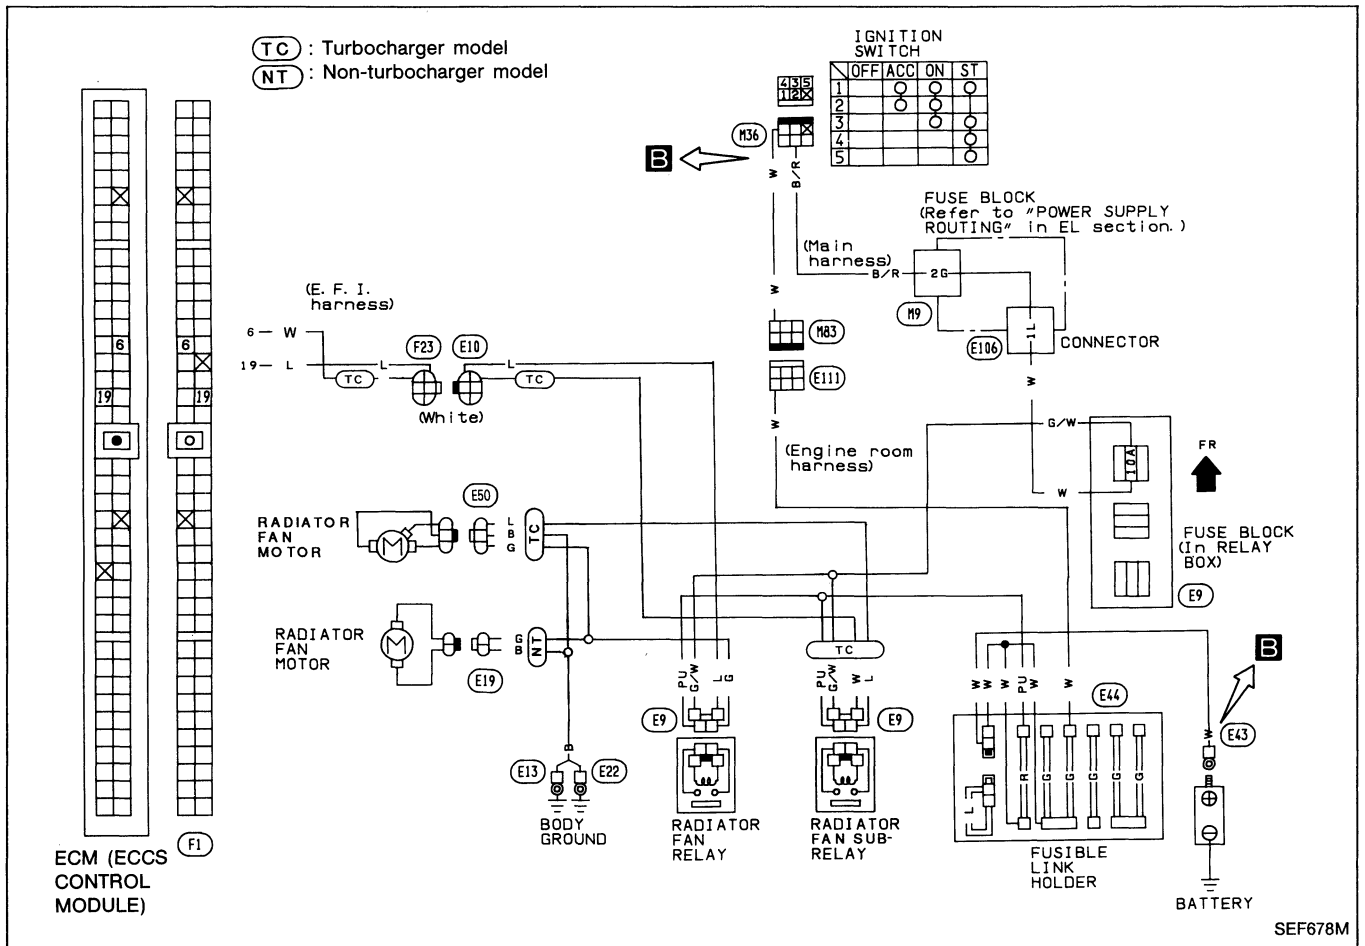 TC : Turbocharger model
NT : Non-turbocharger model
IGNITION
SWITCH
OFF ACC ON ST
1
2
3
4
5
4 3 5
1 2
M36
B
W
B/R
FUSE BLOCK
(Refer to "POWER SUPPLY
ROUTING" in EL section.)
(Main
harness)
B/R
2G
M9
1L
E106
CONNECTOR
W
M83
E111
W
W
(E. F. I.
harness)
6 W
19 L
L
TC
F23
E10
L
TC
(White)
6
6
19
19
(Engine room
harness)
G/W
W
10A
FR
FUSE BLOCK
(In RELAY
BOX)
E9
RADIATOR
FAN
MOTOR
M
E50
L
B
G
TC
RADIATOR
FAN
MOTOR
M
E19
G
B
NT
PU
G/W
L
G
E9
TC
PU
G/W
W
L
E9
W
W
W
PU
W
W
E44
B
W
E43
B
E13
E22
BODY
GROUND
RADIATOR
FAN
RELAY
RADIATOR
FAN SUB-
RELAY
L
R
G
G
G
G
FUSIBLE
LINK
HOLDER
BATTERY
F1
ECM (ECCS
CONTROL
MODULE)
SEF678M